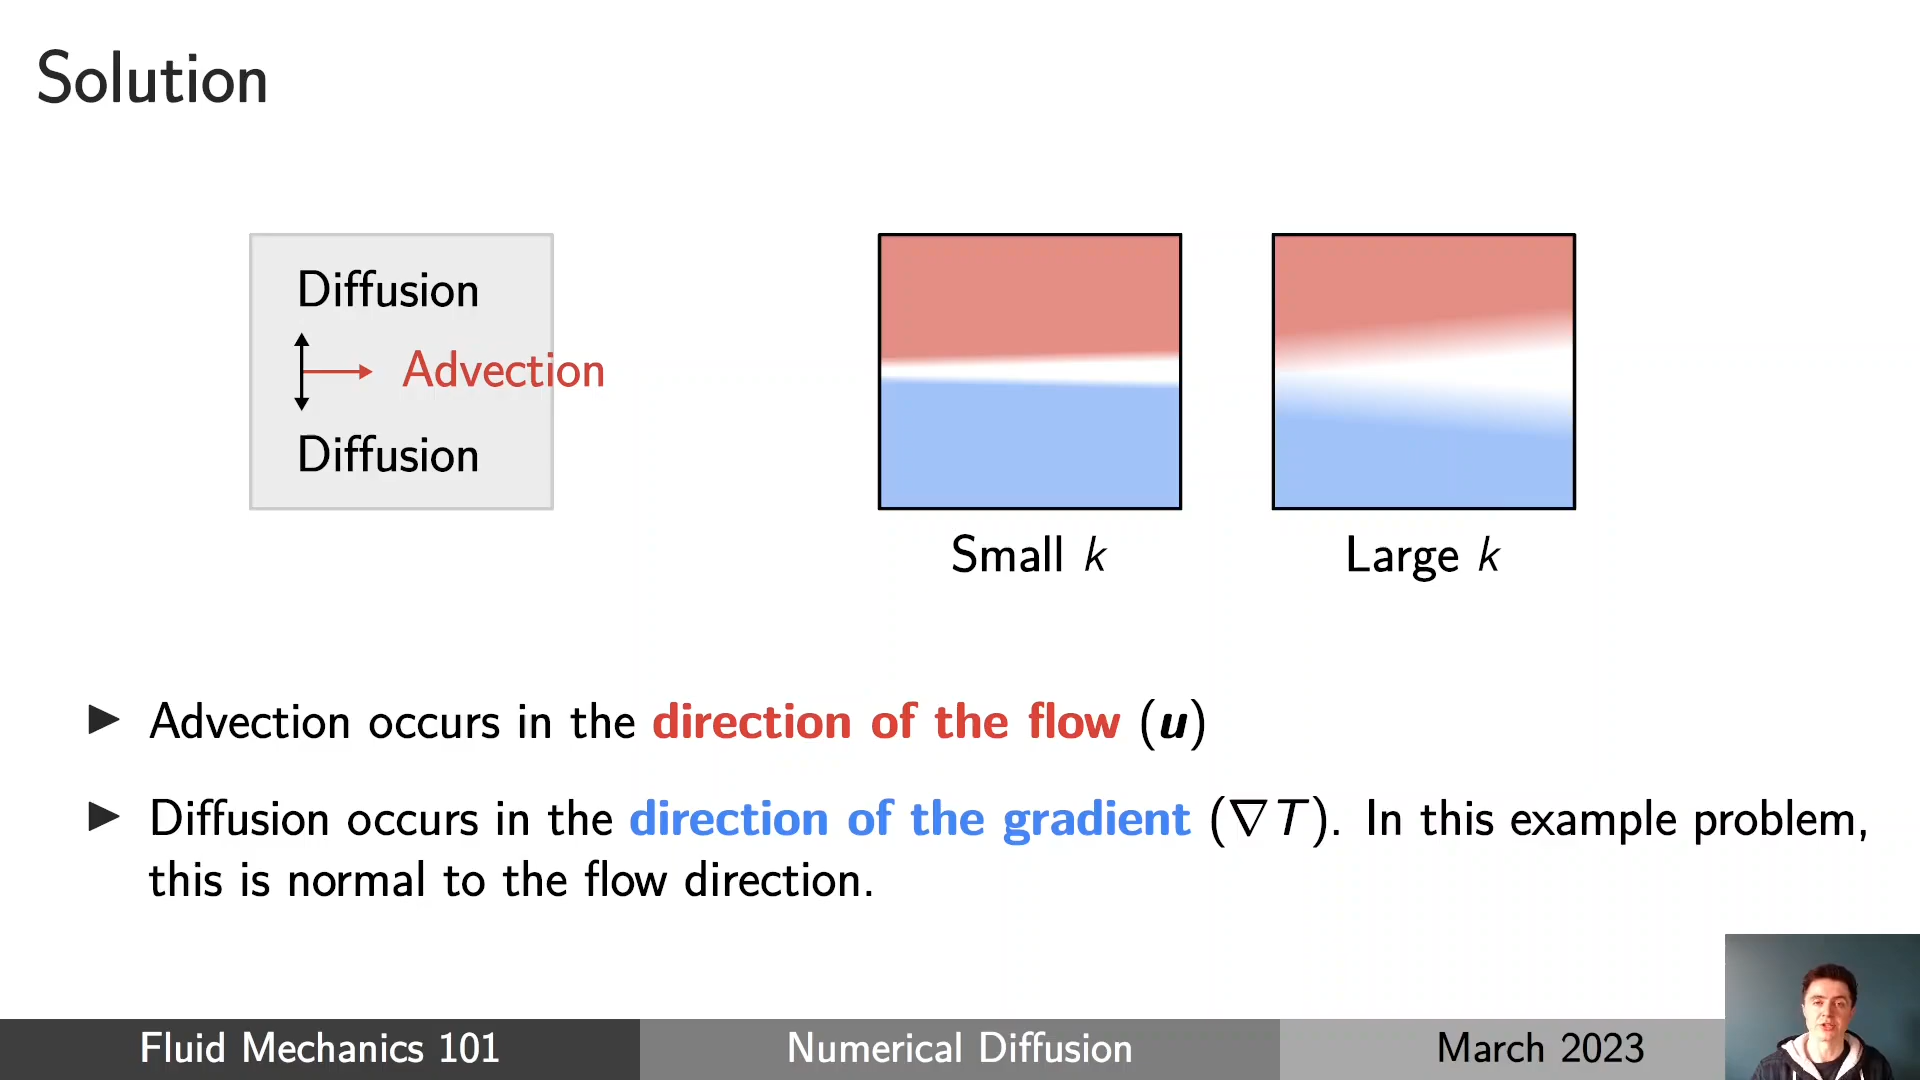 Solution
Diffusion
Advection
Diffusion
Small k
Large k
▶ Advection occurs in the direction of the flow (u)
▶ Diffusion occurs in the direction of the gradient (∇T). In this example problem,
this is normal to the flow direction.
Fluid Mechanics 101
Numerical Diffusion
March 2023